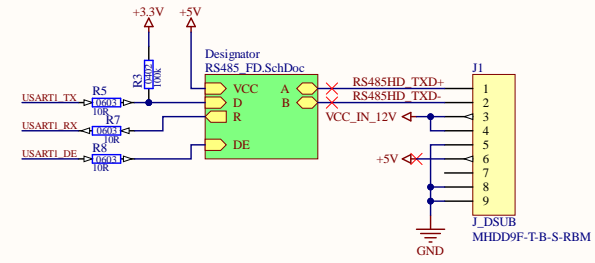 +3.3V
+5V
Designator
RS485_FD.SchDoc
J1
R3
0402
100k
VCC
D
R
DE
A
B
RS485HD_TXD+
RS485HD_TXD-
VCC_IN_12V
+5V
1
2
3
4
5
6
7
8
9
USART1_TX
R5
0603
10R
USART1_RX
R7
0603
10R
USART1_DE
R8
0603
10R
GND
J_DSUB
MHDD9F-T-B-S-RBM